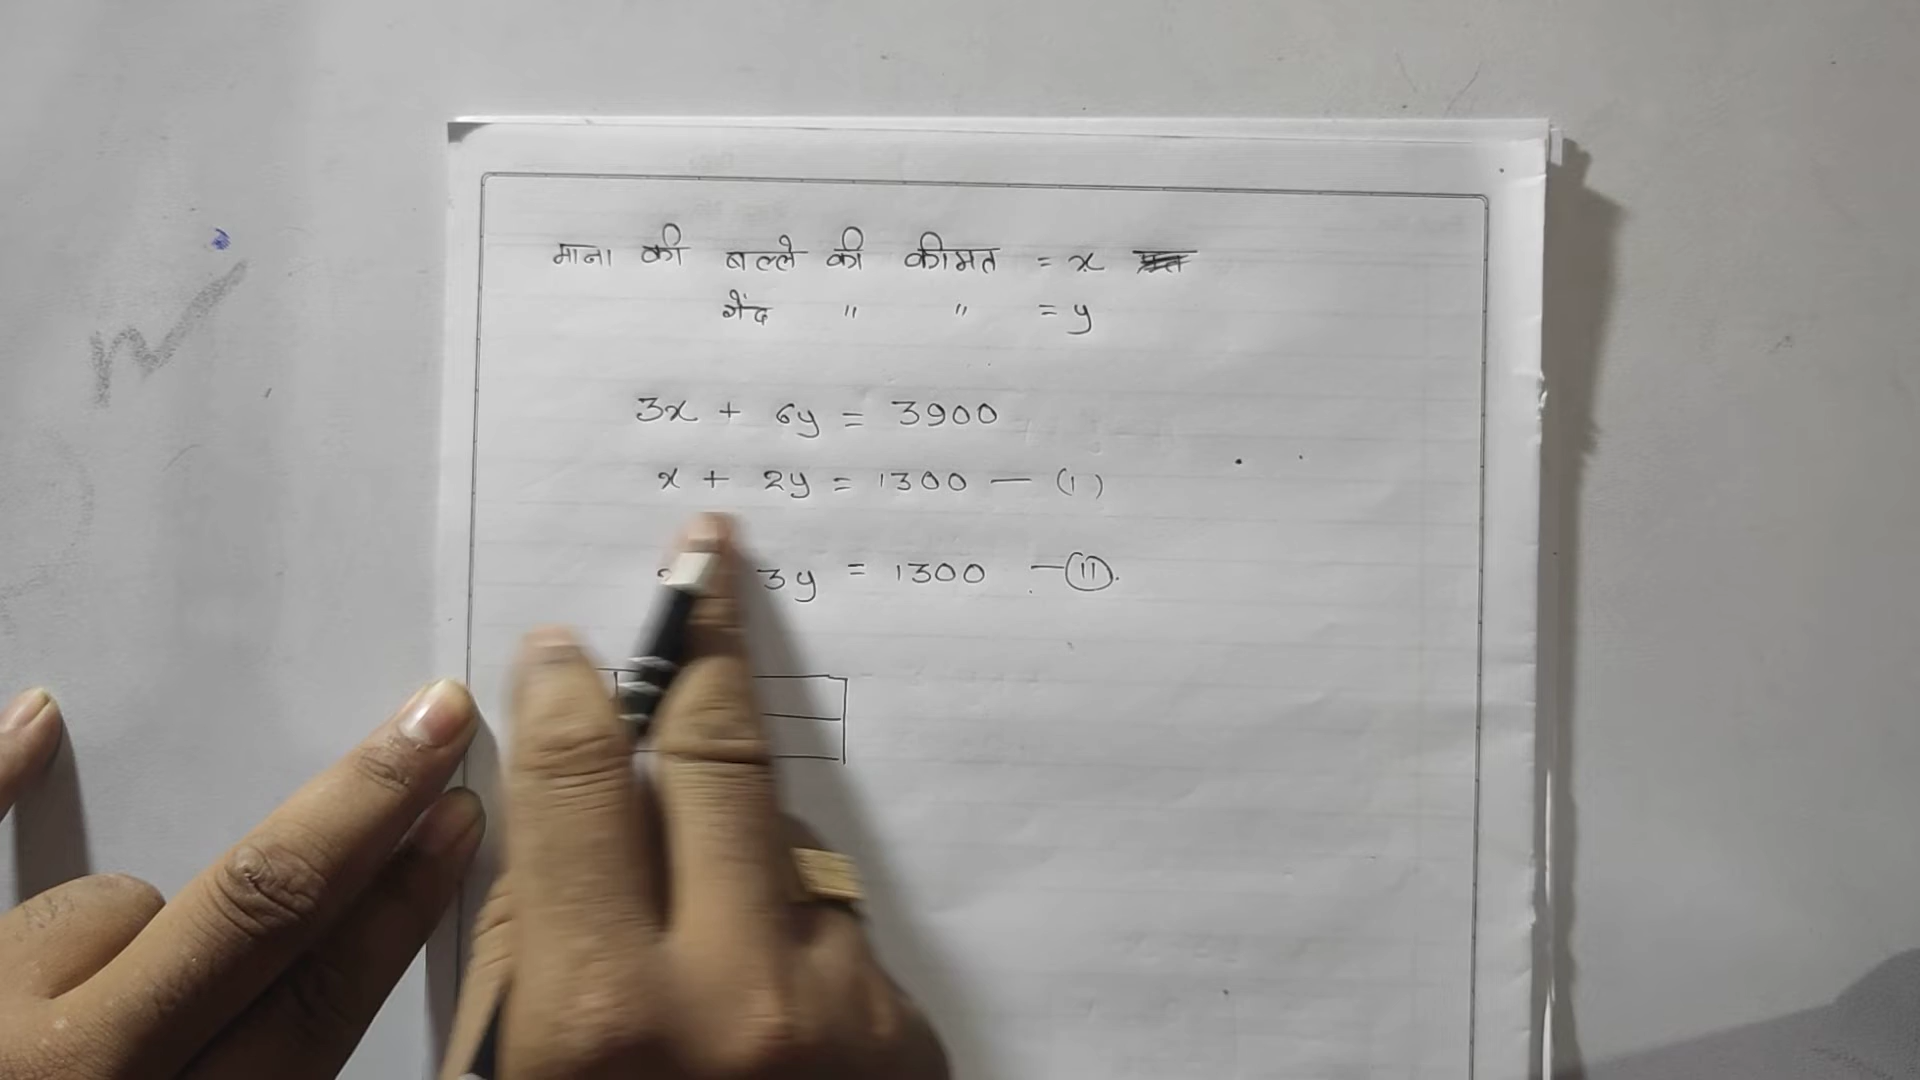 माना की बल्ले की कीमत = x
गेंद " " = y
3x + 6y = 3900
x + 2y = 1300 — (I)
3y = 1300 — (II).